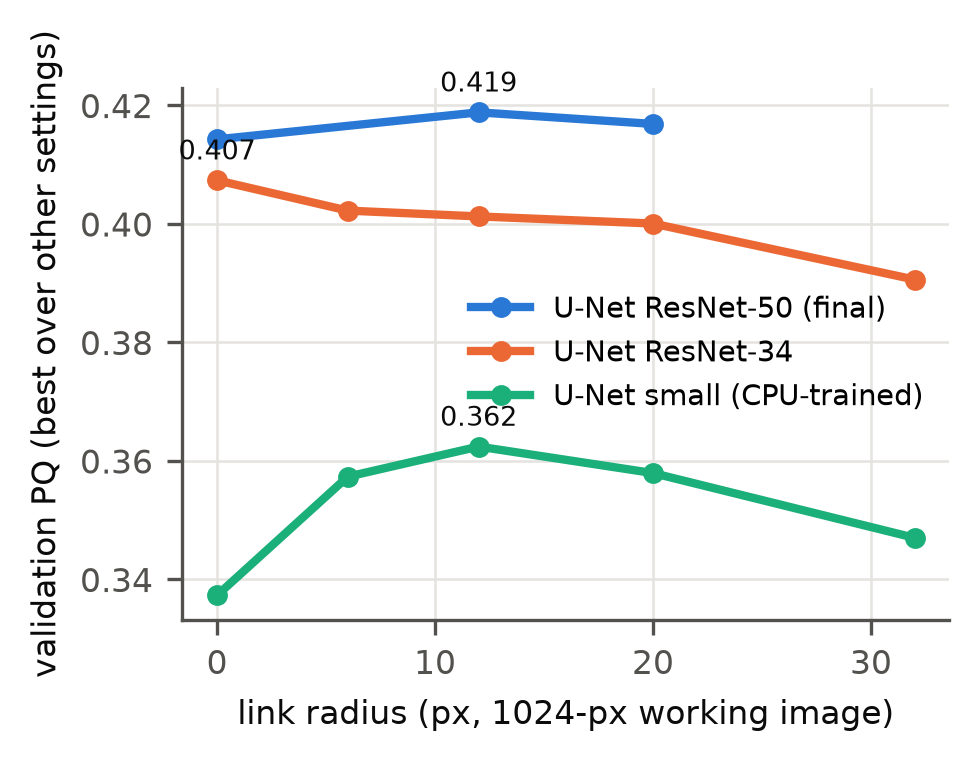 validation PQ (best over other settings)
0.42
0.40
0.38
0.36
0.34
0.419
0.407
U-Net ResNet-50 (final)
U-Net ResNet-34
U-Net small (CPU-trained)
0.362
0
10
20
30
link radius (px, 1024-px working image)